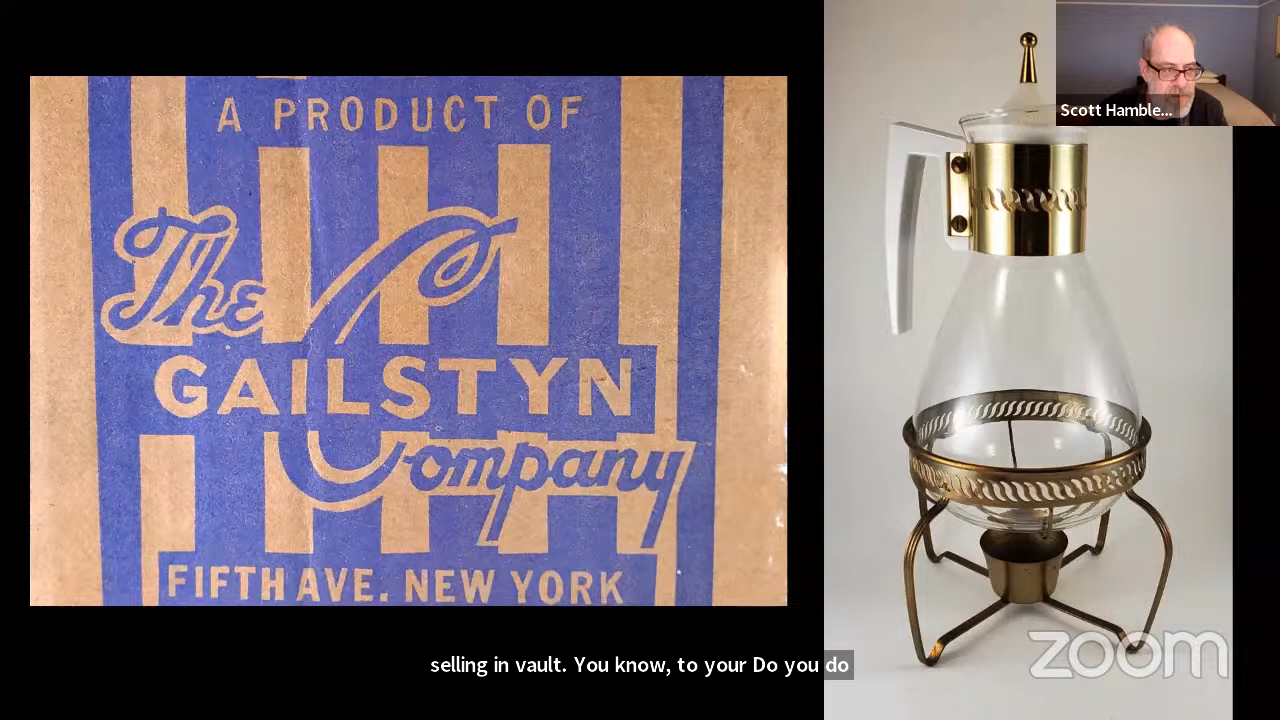 A PRODUCT OF
The
GAILSTYN
Company
FIFTH AVE. NEW YORK
Scott Hamble...
selling in vault. You know, to your Do you do
zoom